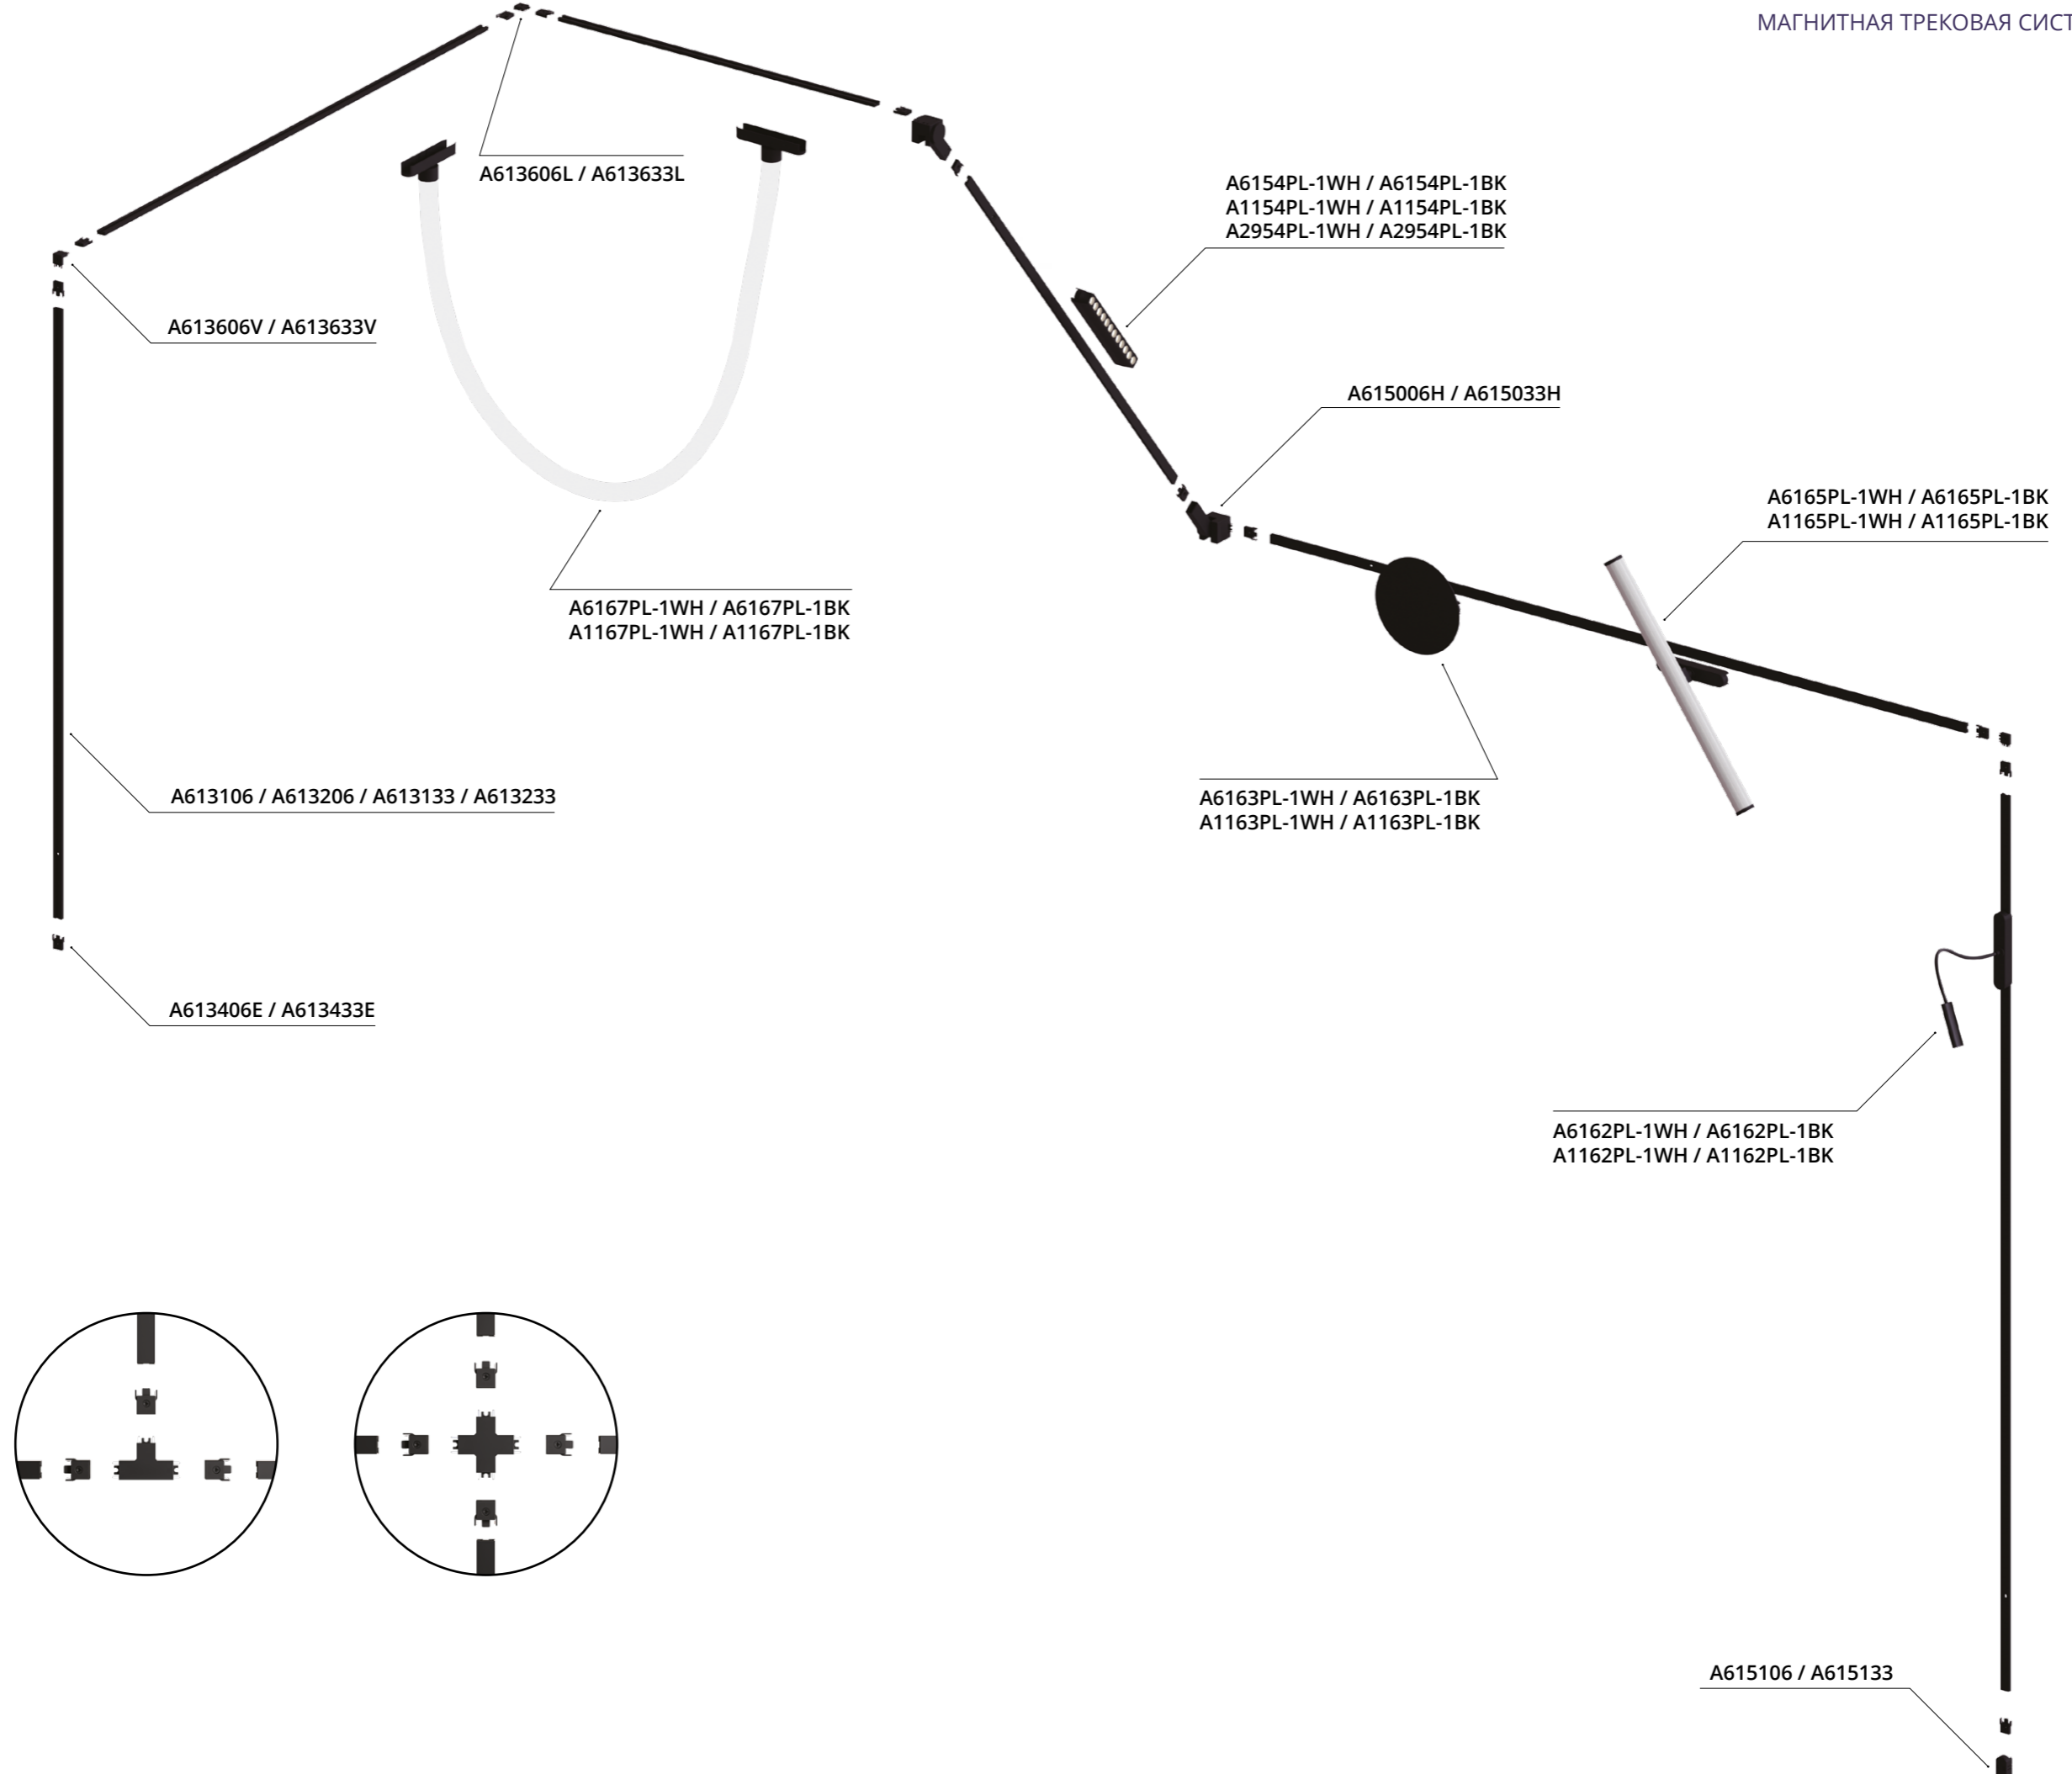 МАГНИТНАЯ ТРЕКОВАЯ СИСТ
A613606L / A613633L
A6154PL-1WH / A6154PL-1BK
A1154PL-1WH / A1154PL-1BK
A2954PL-1WH / A2954PL-1BK
A613606V / A613633V
A615006H / A615033H
A6165PL-1WH / A6165PL-1BK
A1165PL-1WH / A1165PL-1BK
A6167PL-1WH / A6167PL-1BK
A1167PL-1WH / A1167PL-1BK
A613106 / A613206 / A613133 / A613233
A6163PL-1WH / A6163PL-1BK
A1163PL-1WH / A1163PL-1BK
A613406E / A613433E
A6162PL-1WH / A6162PL-1BK
A1162PL-1WH / A1162PL-1BK
A615106 / A615133